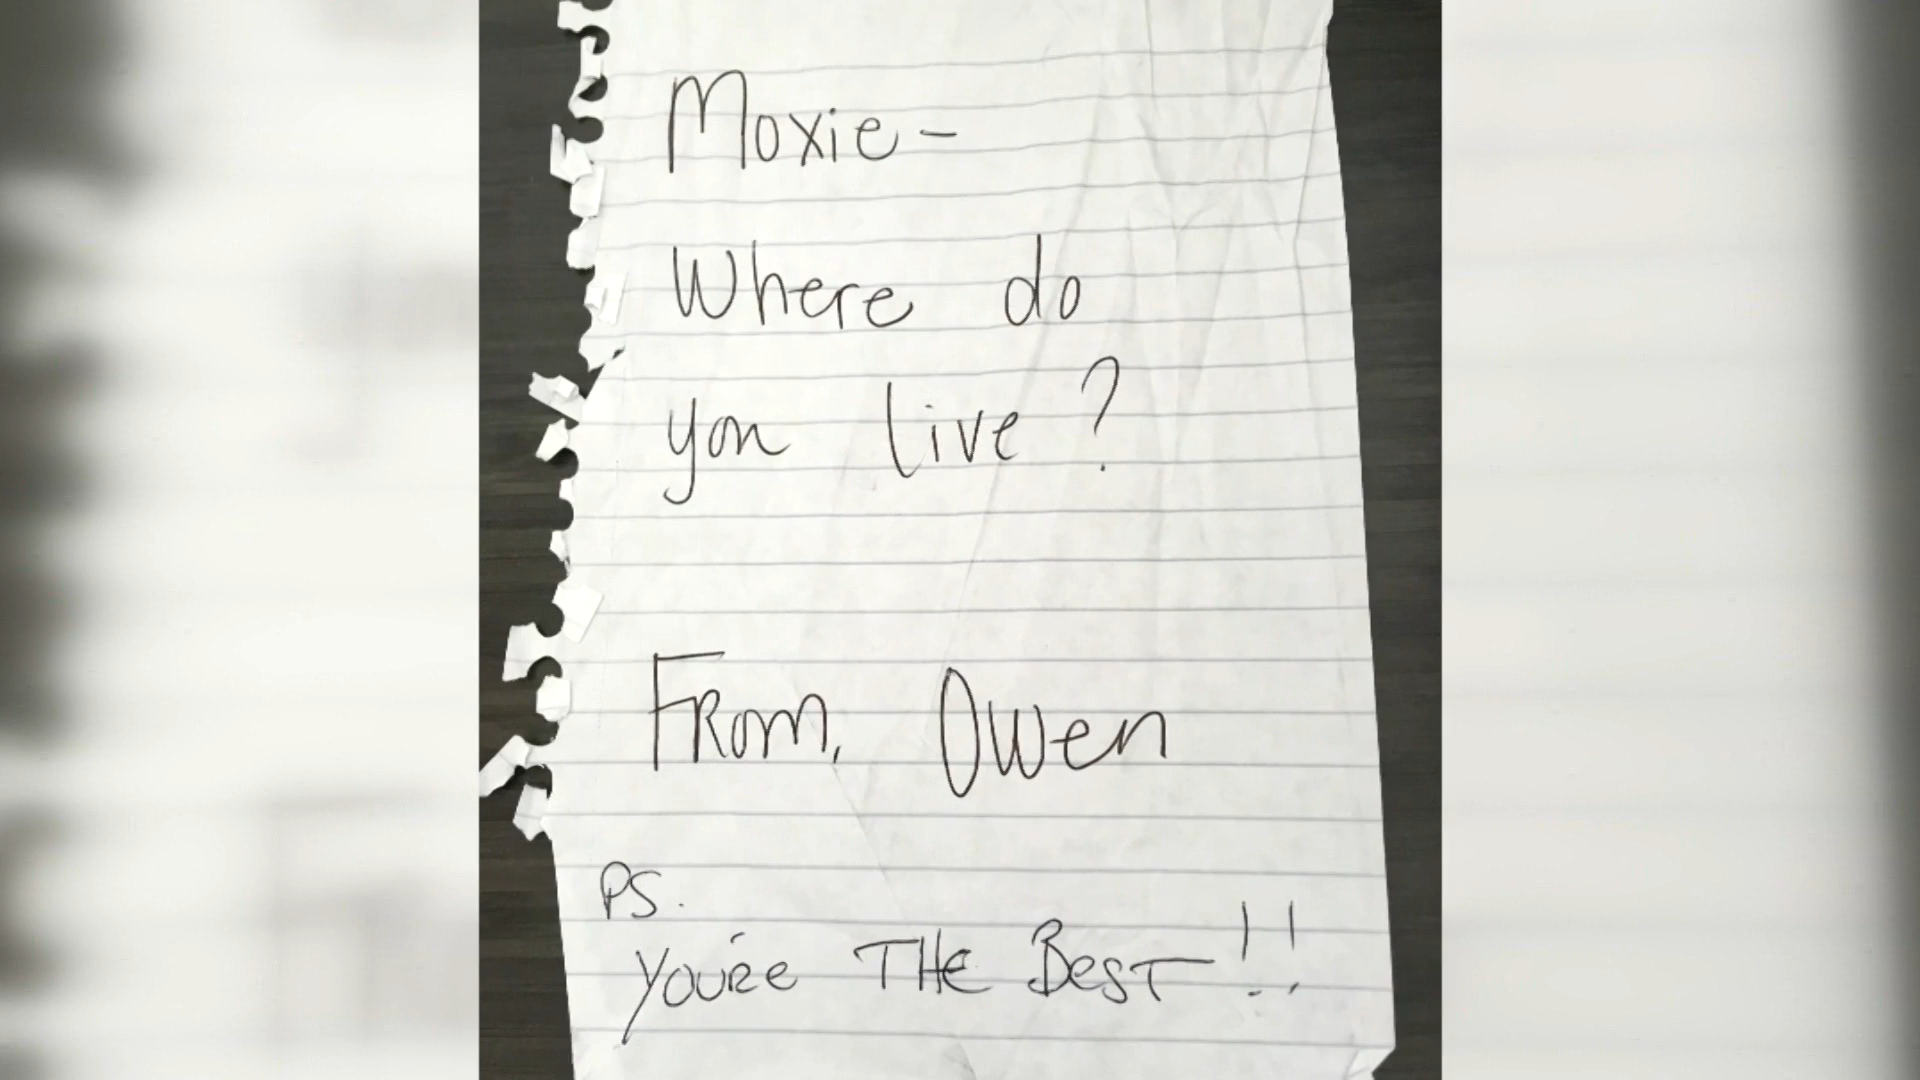 Moxie-
Where do
you live?
From, Owen
PS.
You're THe BesT!!